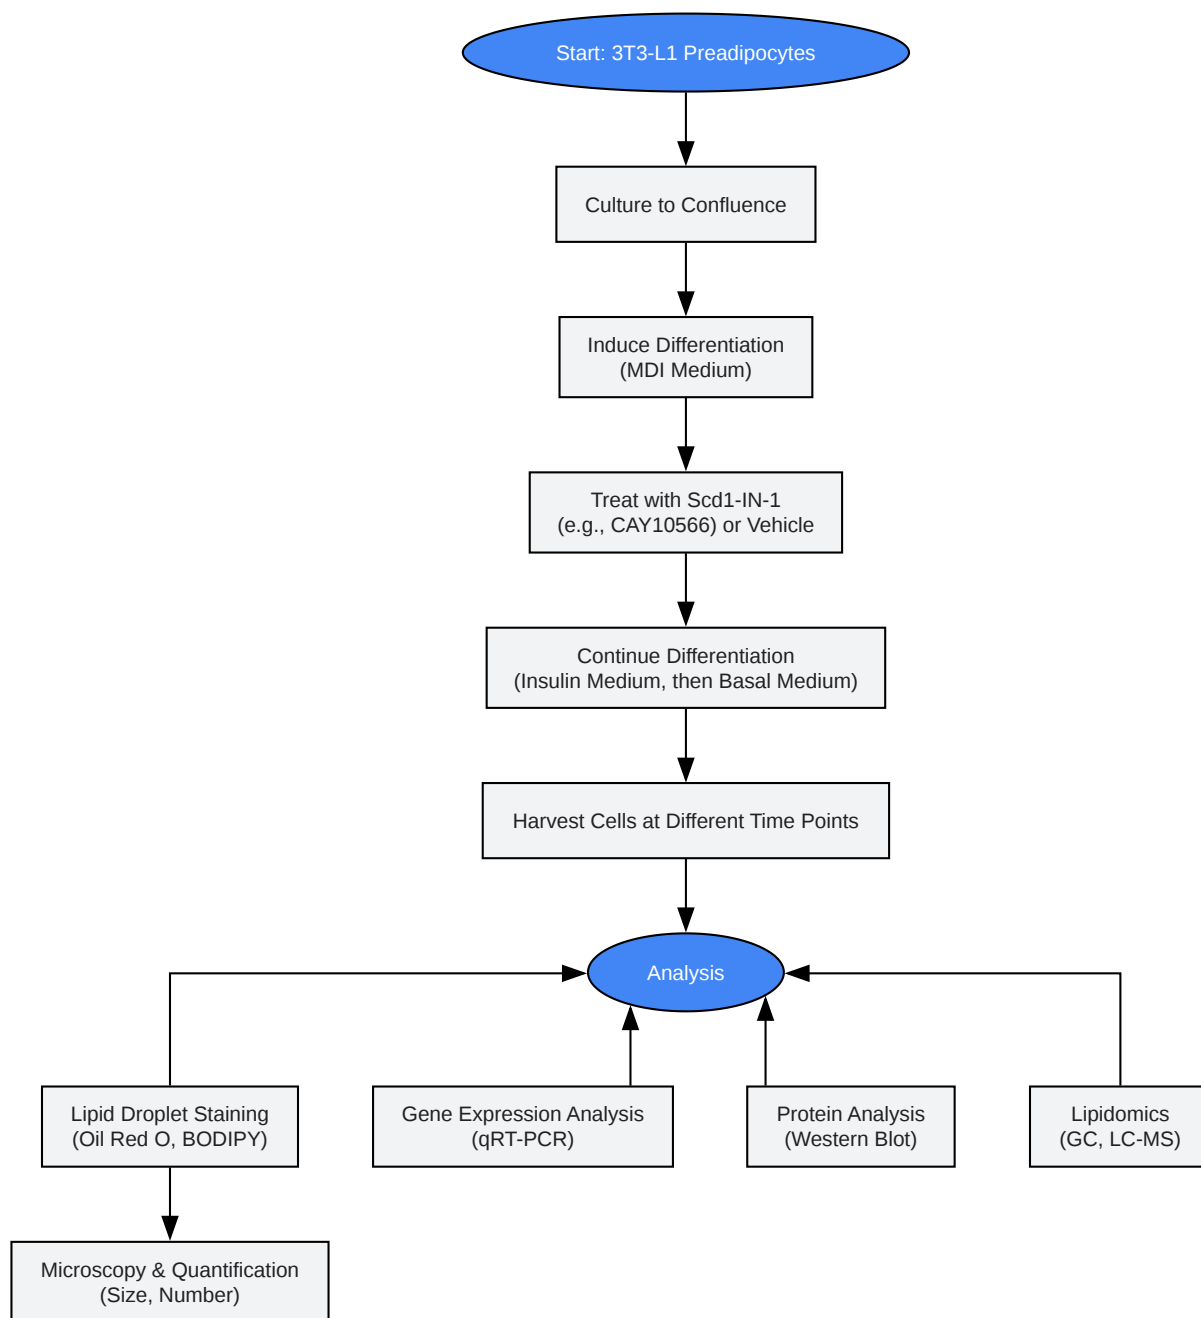 Start: 3T3-L1 Preadipocytes
Culture to Confluence
Induce Differentiation
(MDI Medium)
Treat with Scd1-IN-1
(e.g., CAY10566) or Vehicle
Continue Differentiation
(Insulin Medium, then Basal Medium)
Harvest Cells at Different Time Points
Analysis
Lipid Droplet Staining
(Oil Red O, BODIPY)
Gene Expression Analysis
(qRT-PCR)
Protein Analysis
(Western Blot)
Lipidomics
(GC, LC-MS)
Microscopy & Quantification
(Size, Number)